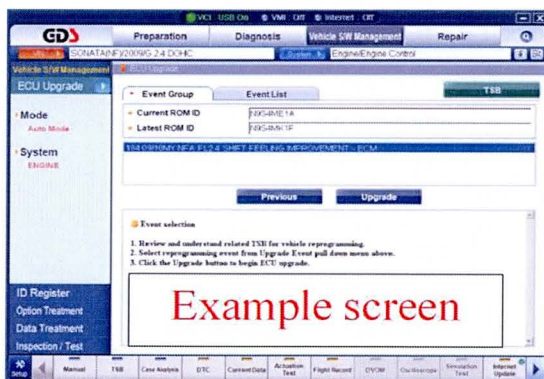 VCI USB On VMI Off Internet Off
GDS Preparation Diagnosis Vehicle S/W Management Repair
SONATA(NF)/2009/G 2.4 DOHC System Engine/Engine Control
Vehicle S/W Management ECU Upgrade
ECU Upgrade
Event Group Event List TSB
Current ROM ID
Latest ROM ID
Mode
Auto Mode
System
ENGINE
SHIFT FEELING IMPROVEMENT - ECM
Previous Upgrade
Event selection
1. Review and understand related TSB for vehicle reprogramming.
2. Select reprogramming event from Upgrade Event pull down menu above.
3. Click the Upgrade button to begin ECU upgrade.
Example screen
ID Register
Option Treatment
Data Treatment
Inspection / Test
Setup Manual TSB Case Analysis DTC Current Data Actuation Test Flight Record DVOM Oscilloscope Simulation Test Internet Update